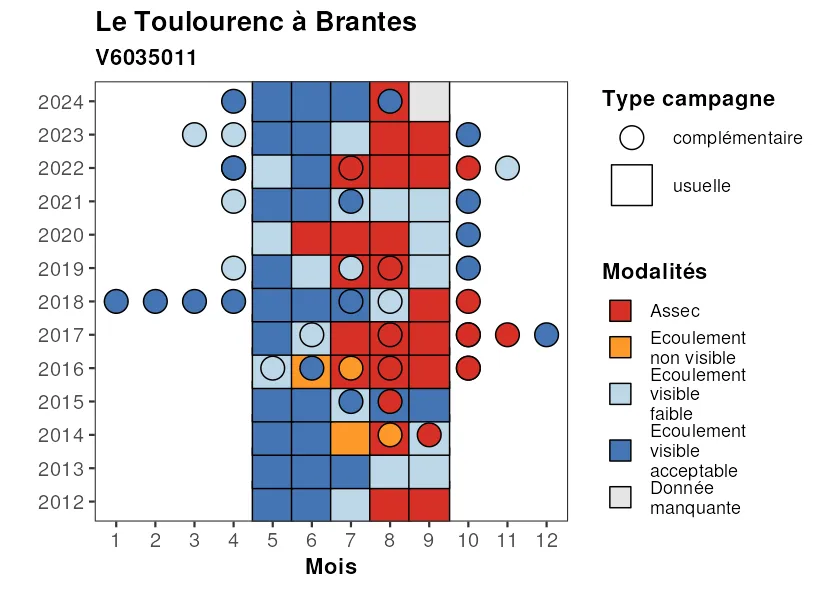 Le Toulourenc à Brantes
V6035011
2024
2023
2022
2021
2020
2019
2018
2017
2016
2015
2014
2013
2012
1 2 3 4 5 6 7 8 9 10 11 12
Mois
Type campagne
complémentaire
usuelle
Modalités
Assec
Ecoulement
non visible
Ecoulement
visible
faible
Ecoulement
visible
acceptable
Donnée
manquante